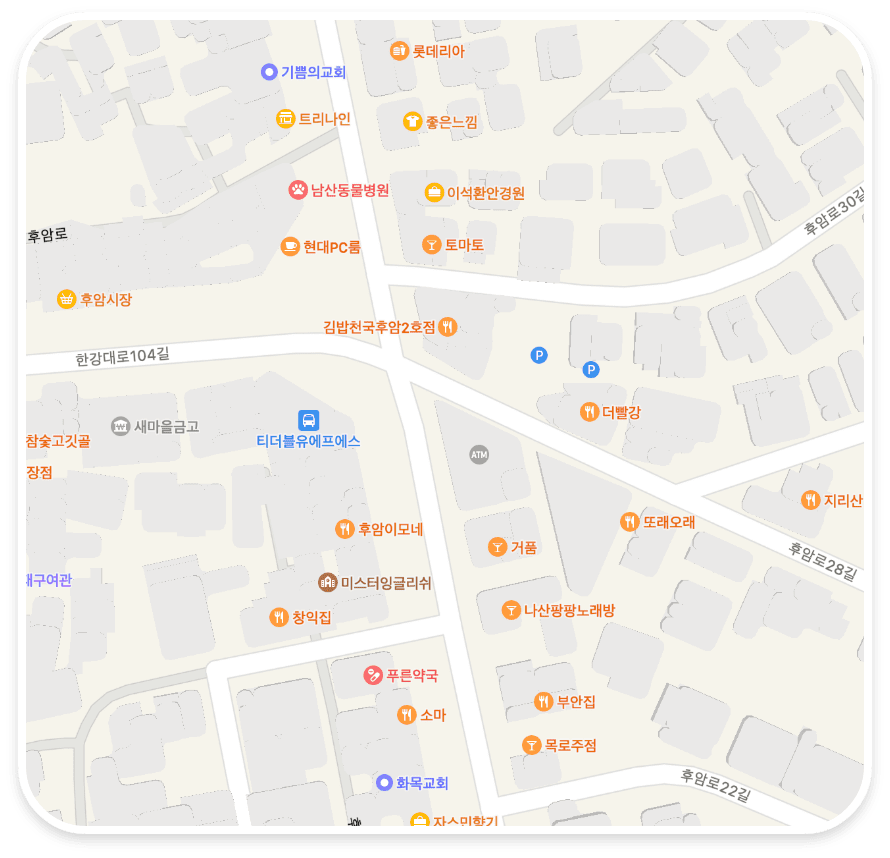 롯데리아
기쁨의교회
트리나인
좋은느낌
남산동물병원
이석환안경원
후암로30길
후암로
현대PC룸
토마토
후암시장
김밥천국후암2호점
한강대로104길
P
P
더빨강
새마을금고
티더블유에프에스
참숯고깃골
장점
ATM
지리산
또래오래
후암이모네
거품
후암로28길
대구여관
미스터잉글리쉬
나산팡팡노래방
창익집
푸른약국
부안집
소마
목로주점
화목교회
후암로22길
자스민향기